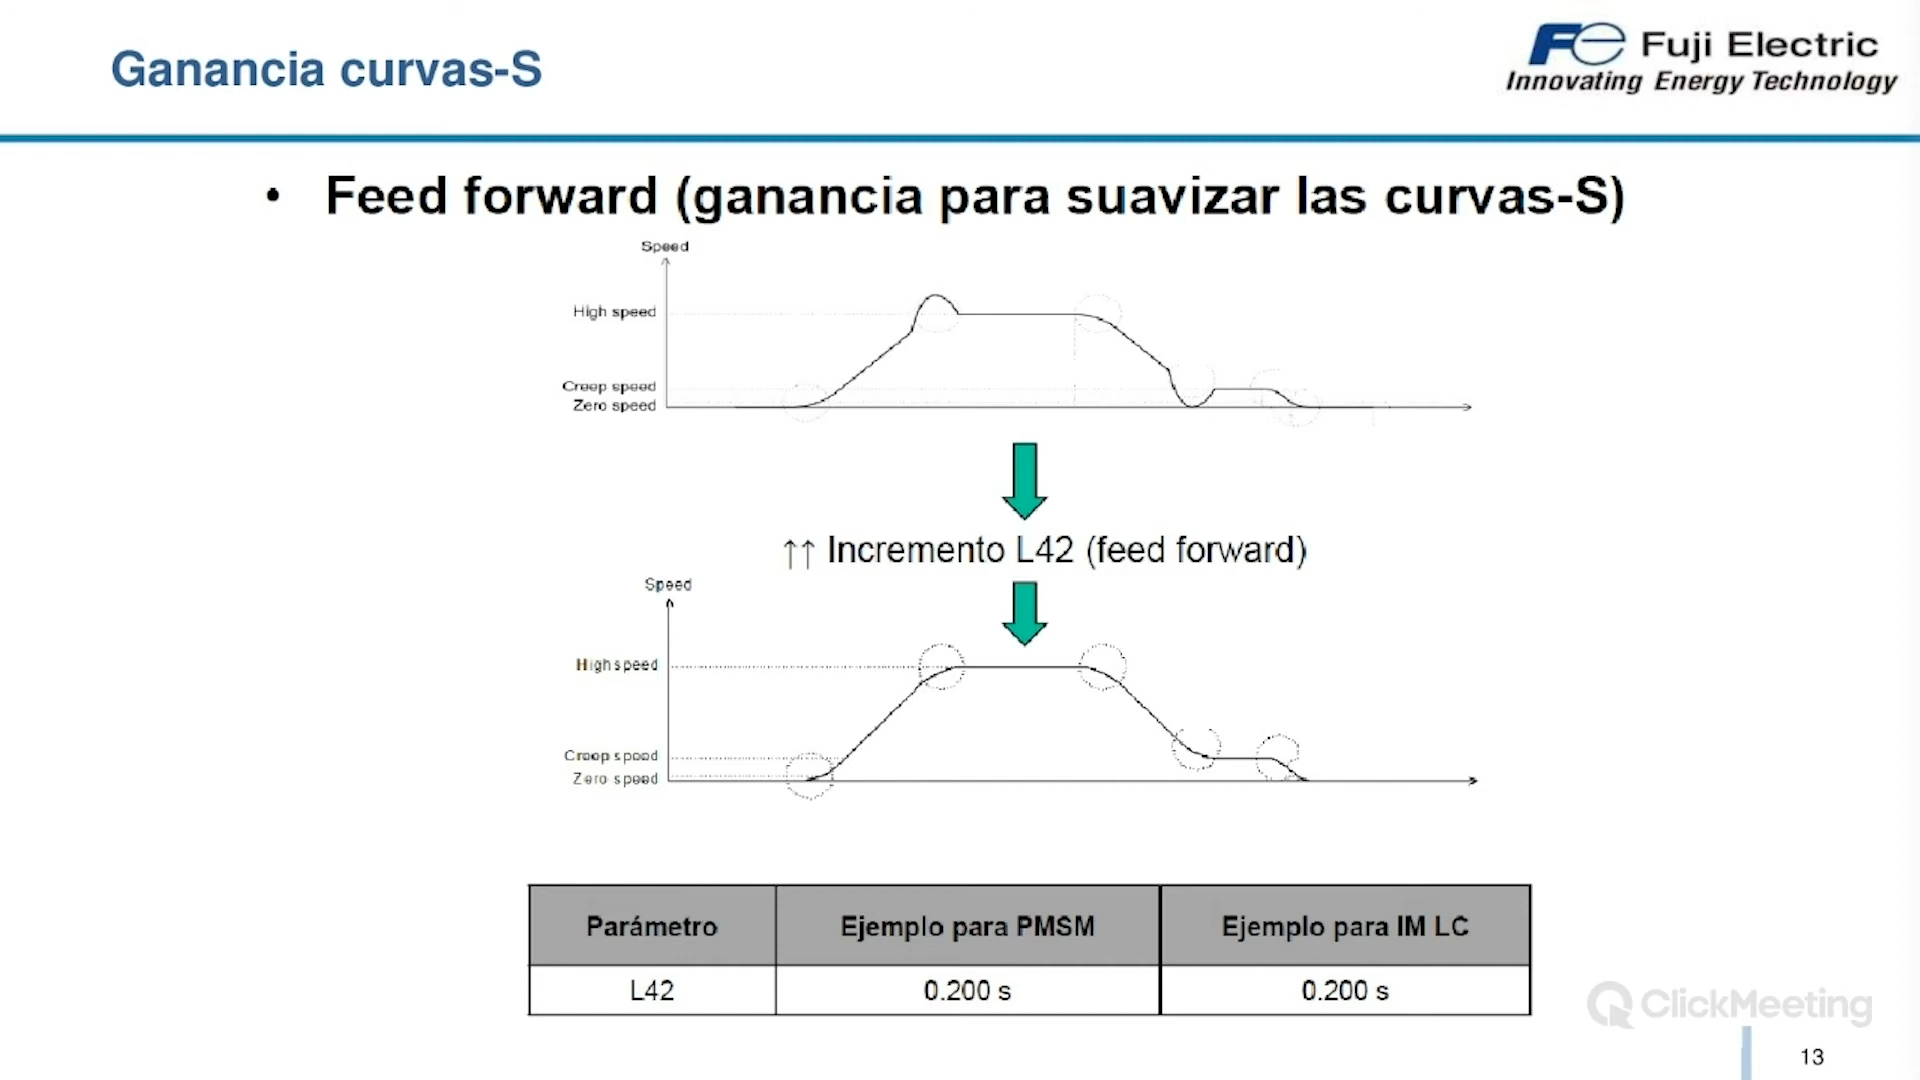 Ganancia curvas-S
Fuji Electric
Innovating Energy Technology
• Feed forward (ganancia para suavizar las curvas-S)
Speed
High speed
Creep speed
Zero speed
↑↑ Incremento L42 (feed forward)
Speed
High speed
Creep speed
Zero speed
Parámetro Ejemplo para PMSM Ejemplo para IM LC
L42 0.200 s 0.200 s
ClickMeeting
13